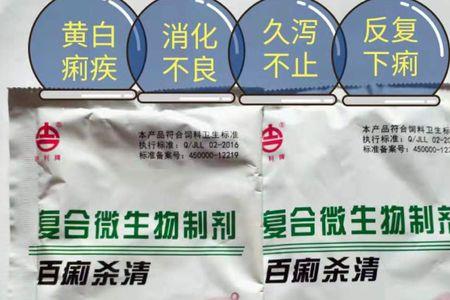 黄白
痢疾
消化
不良
久泻
不止
反复
下痢
本产品符合饲料卫生标准
执行标准：Q/JLL 02-2016
标准备案号：450000-12219
复合微生物制剂
百痢杀清
本产品符合饲料卫生
执行标准：Q/JLL 02-
标准备案号：450000-
复合微生物制剂
百痢杀清